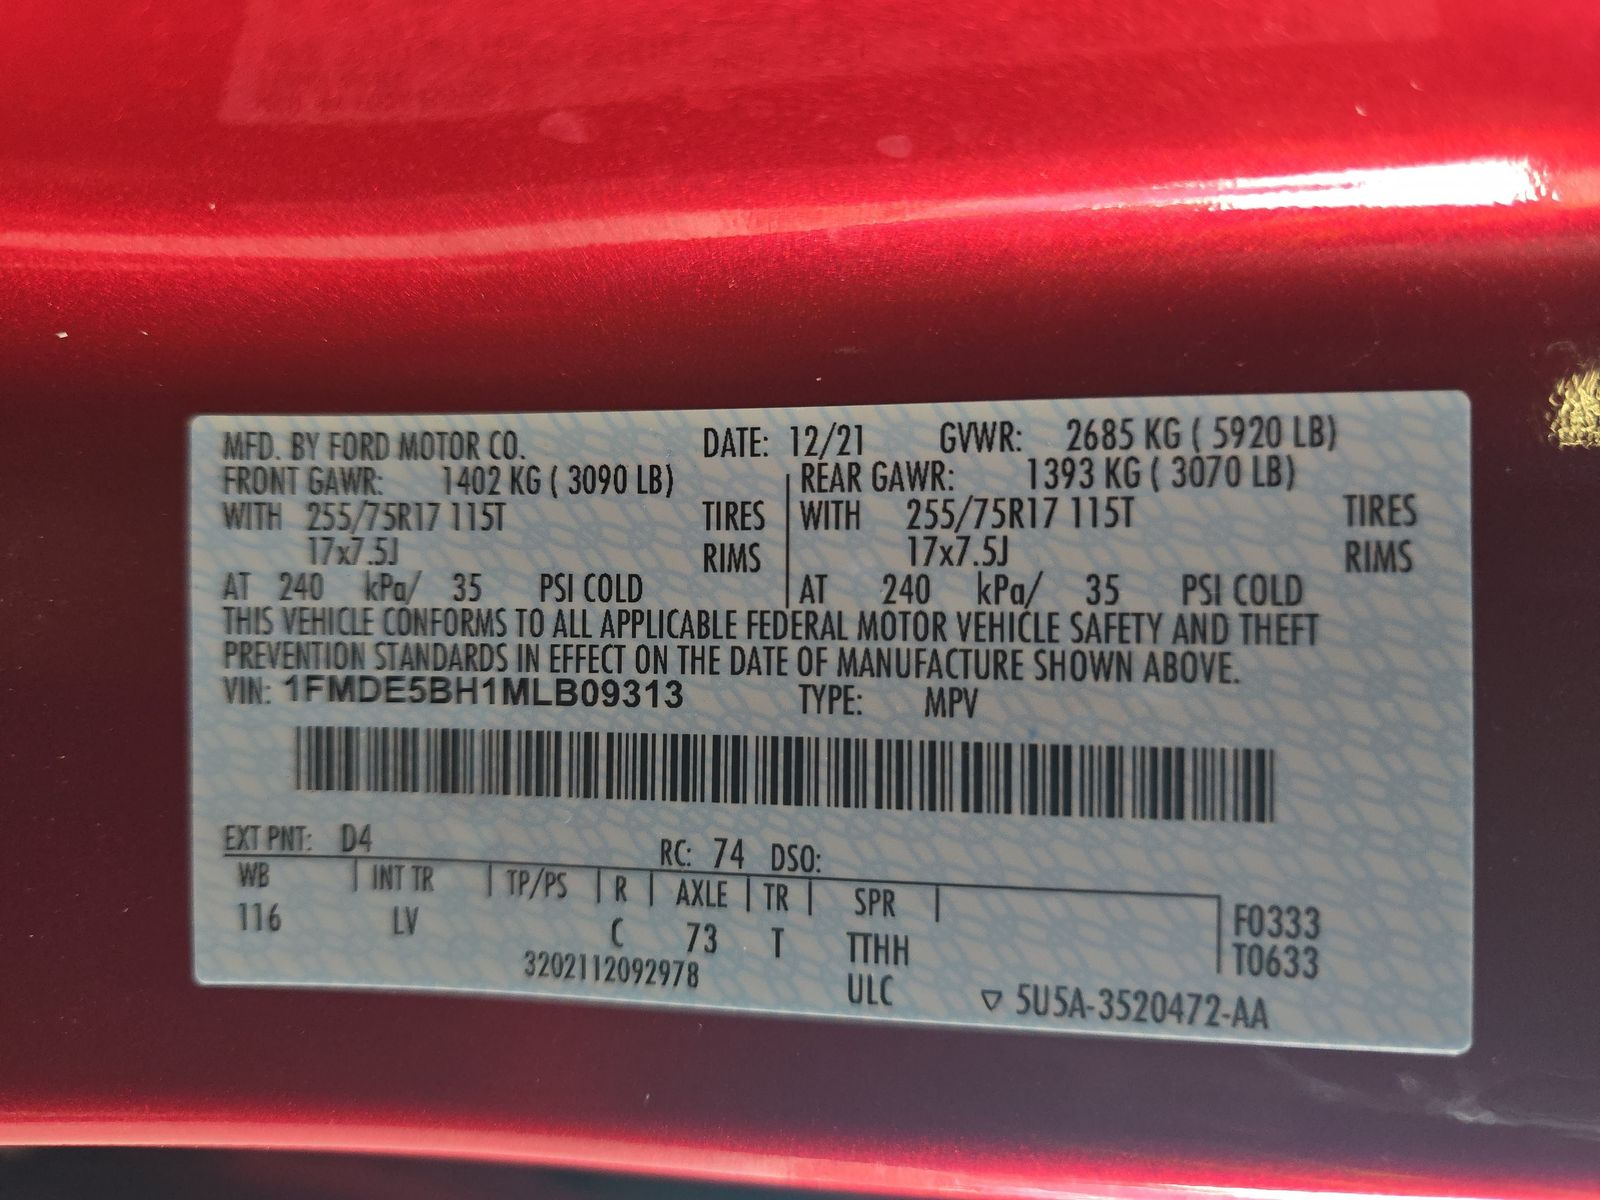 MFD. BY FORD MOTOR CO. DATE: 12/21 GVWR: 2685 KG ( 5920 LB)
FRONT GAWR: 1402 KG ( 3090 LB) REAR GAWR: 1393 KG ( 3070 LB)
WITH 255/75R17 115T TIRES WITH 255/75R17 115T TIRES
17x7.5J RIMS 17x7.5J RIMS
AT 240 kPa/ 35 PSI COLD AT 240 kPa/ 35 PSI COLD
THIS VEHICLE CONFORMS TO ALL APPLICABLE FEDERAL MOTOR VEHICLE SAFETY AND THEFT
PREVENTION STANDARDS IN EFFECT ON THE DATE OF MANUFACTURE SHOWN ABOVE.
VIN: 1FMDE5BH1MLB09313 TYPE: MPV
EXT PNT: D4 RC: 74 DSO:
WB INT TR TP/PS R AXLE TR SPR F0333
116 LV C 73 T TTHH T0633
3202112092978 ULC ▽ 5U5A-3520472-AA